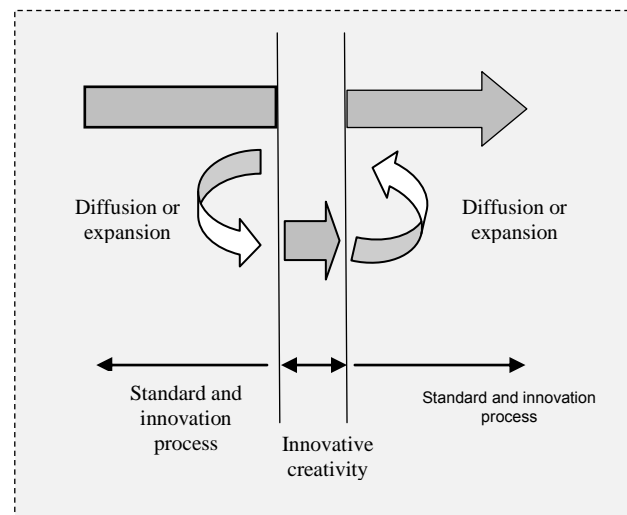 Diffusion or
expansion
Diffusion or
expansion
Standard and
innovation
process
Innovative
creativity
Standard and innovation
process